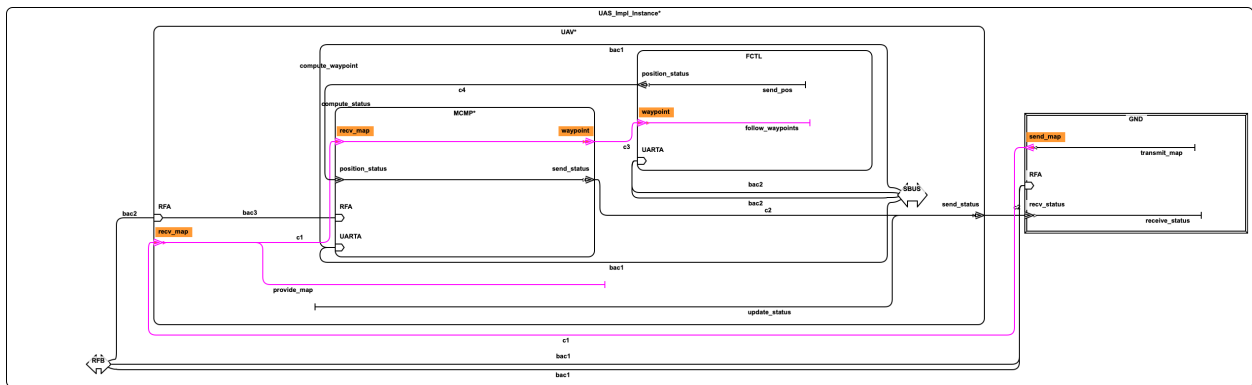 UAS_Impl_Instance*
UAV*
bac1
FCTL
compute_waypoint
position_status
send_pos
c4
compute_status
MCMP*
waypoint
follow_waypoints
recv_map
waypoint
c3
UARTA
position_status
send_status
bac2
bac2
SBUS
c2
GND
send_map
transmit_map
RFA
recv_status
receive_status
c2
send_status
RFA
bac2
bac3
RFA
recv_map
c1
UARTA
bac1
provide_map
update_status
c1
RFB
bac1
bac1